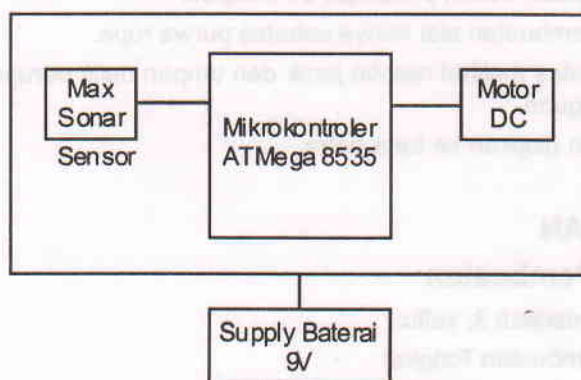 Max
Sonar
Sensor
Mikrokontroler
ATMega 8535
Motor
DC
Supply Baterai
9V